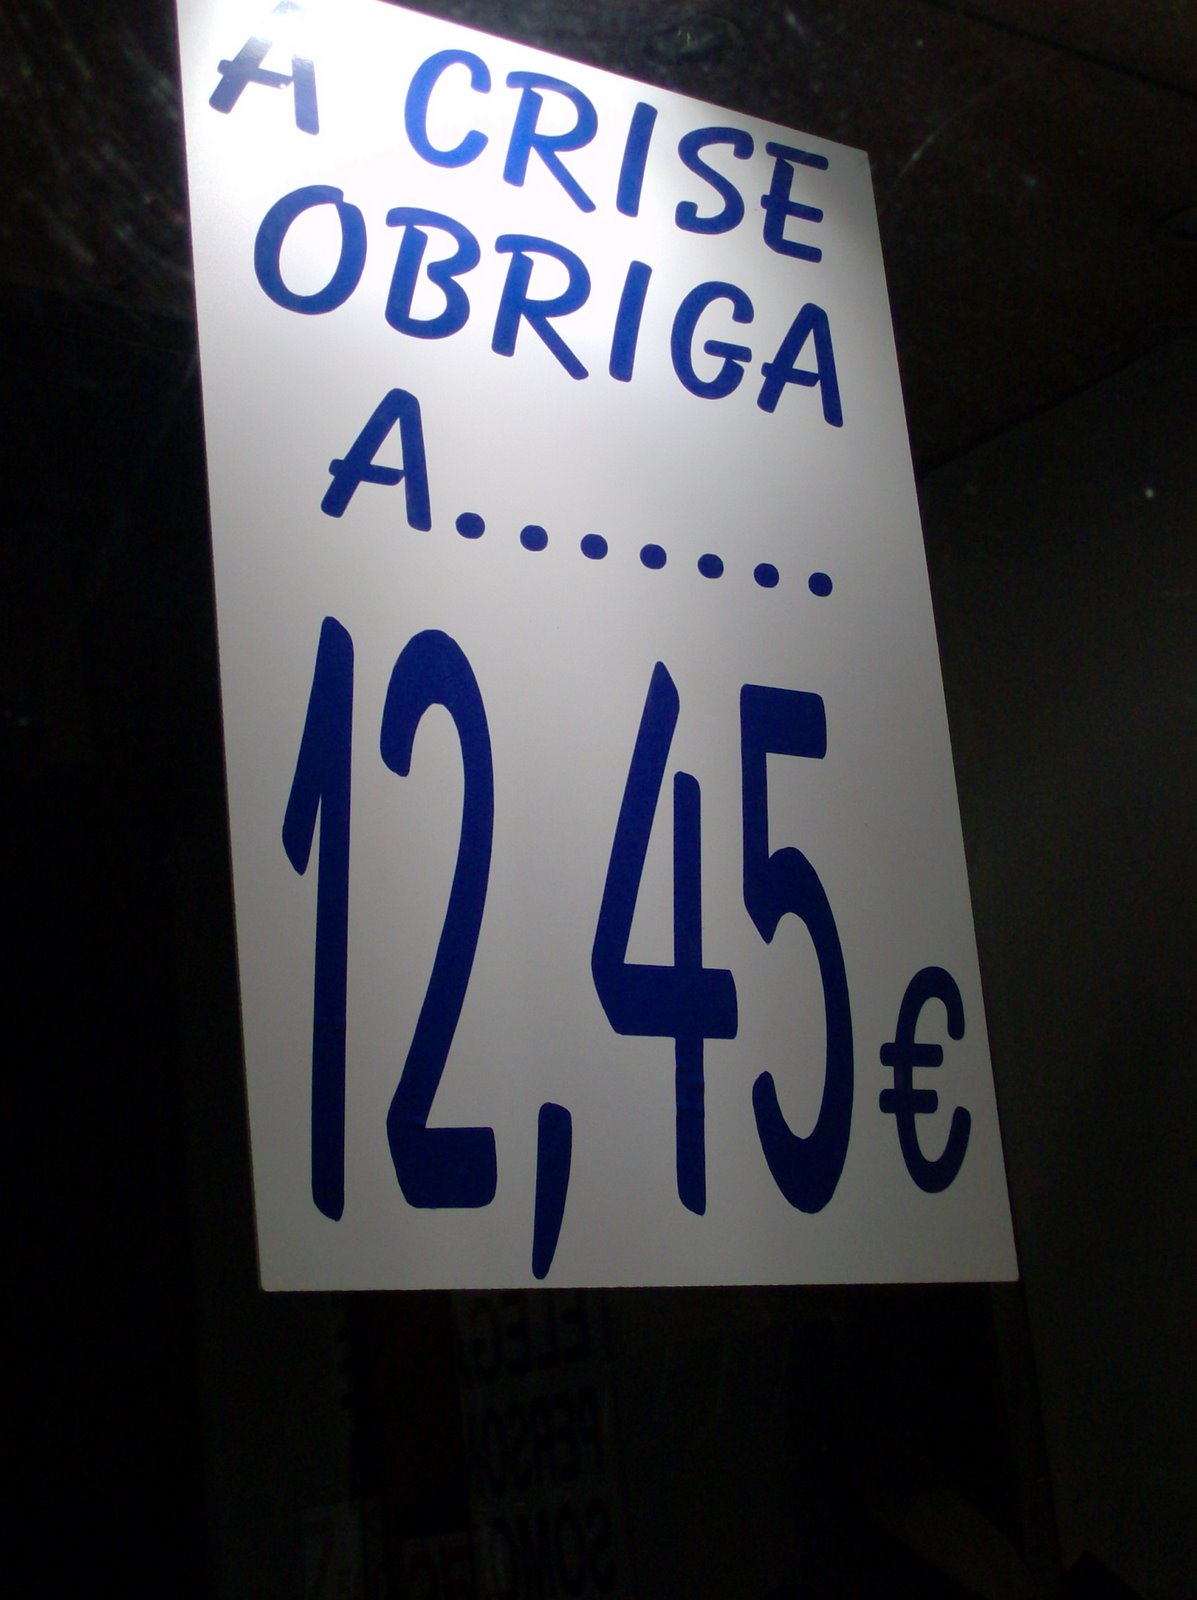 A CRISE
OBRIGA
A.......
12,45 €